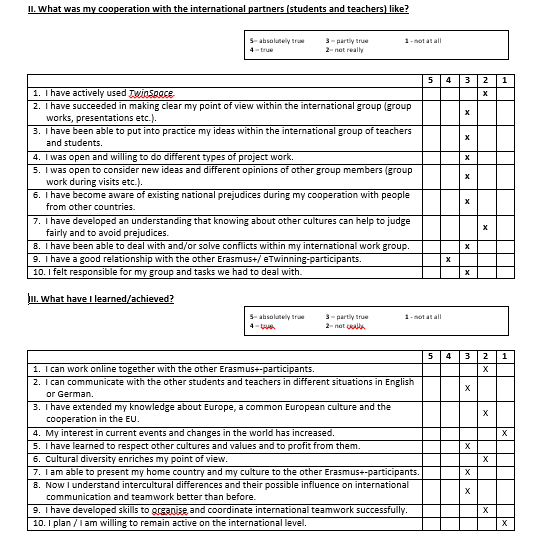 II. What was my cooperation with the international partners (students and teachers) like?
5– absolutely true 3 – partly true 1 – not at all
4 – true 2– not really
5 4 3 2 1
1. I have actively used TwinSpace. x
2. I have succeeded in making clear my point of view within the international group (group
works, presentations etc.). x
3. I have been able to put into practice my ideas within the international group of teachers
and students. x
4. I was open and willing to do different types of project work. x
5. I was open to consider new ideas and different opinions of other group members (group
work during visits etc.). x
6. I have become aware of existing national prejudices during my cooperation with people
from other countries. x
7. I have developed an understanding that knowing about other cultures can help to judge
fairly and to avoid prejudices. x
8. I have been able to deal with and/or solve conflicts within my international work group. x
9. I have a good relationship with the other Erasmus+/ eTwinning-participants. x
10. I felt responsible for my group and tasks we had to deal with. x
III. What have I learned/achieved?
5– absolutely true 3 – partly true 1 – not at all
4 – true 2– not really
5 4 3 2 1
1. I can work online together with the other Erasmus+-participants. X
2. I can communicate with the other students and teachers in different situations in English
or German. X
3. I have extended my knowledge about Europe, a common European culture and the
cooperation in the EU. X
4. My interest in current events and changes in the world has increased. X
5. I have learned to respect other cultures and values and to profit from them. X
6. Cultural diversity enriches my point of view. X
7. I am able to present my home country and my culture to the other Erasmus+-participants. X
8. Now I understand intercultural differences and their possible influence on international
communication and teamwork better than before. X
9. I have developed skills to organise and coordinate international teamwork successfully. X
10. I plan / I am willing to remain active on the international level. X